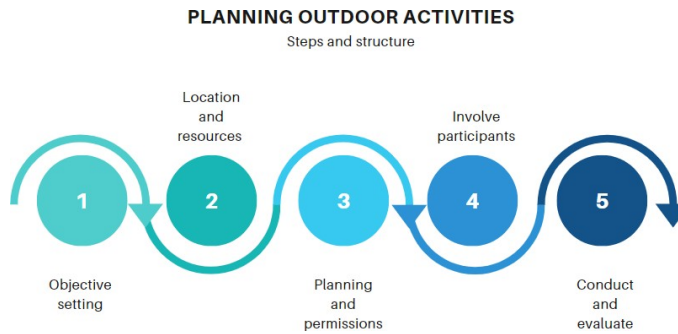 PLANNING OUTDOOR ACTIVITIES
Steps and structure
1
Objective
setting
2
Location
and
resources
3
Planning
and
permissions
4
Involve
participants
5
Conduct
and
evaluate